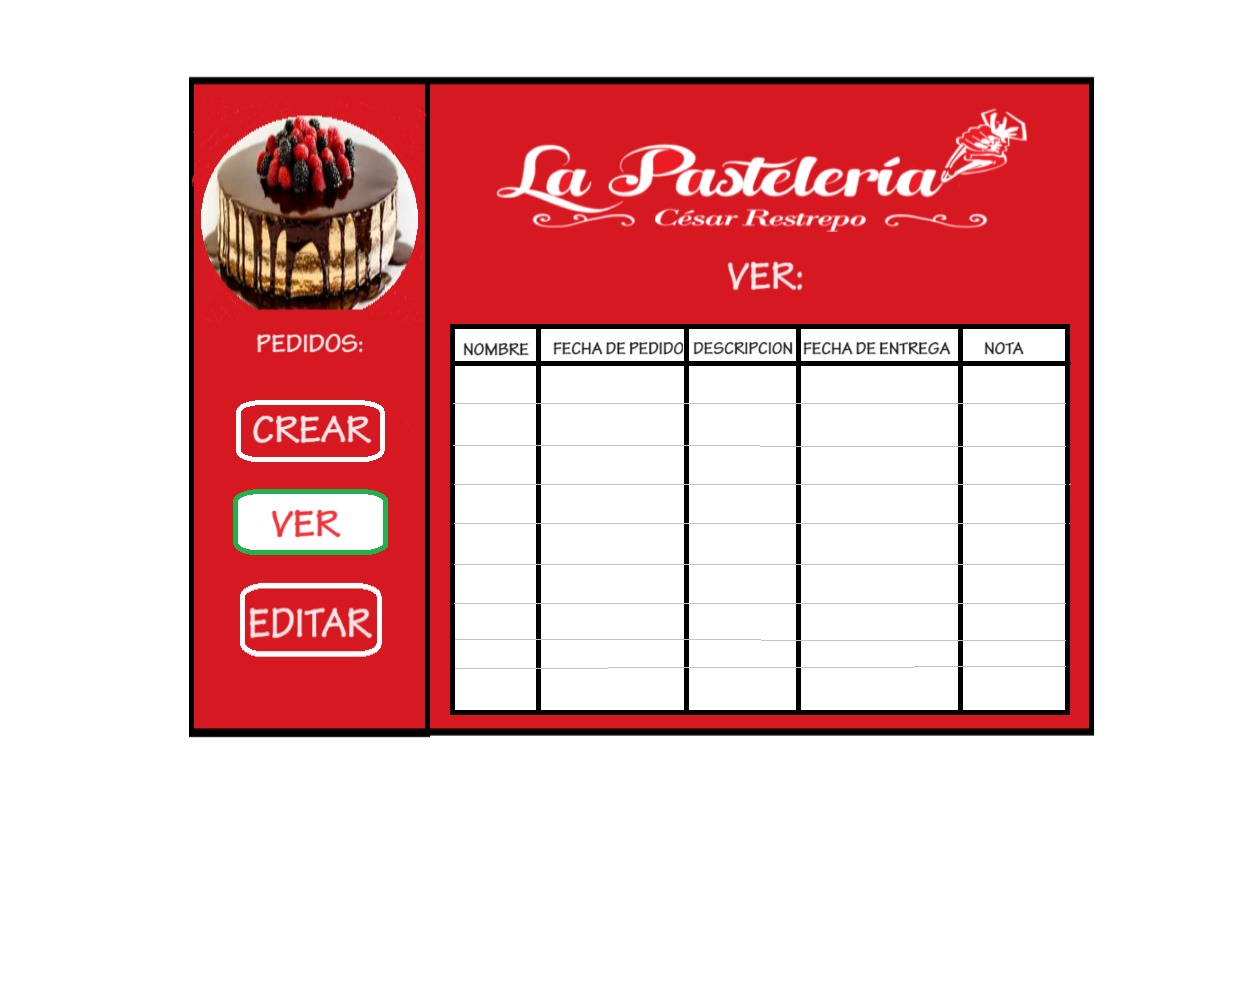 La Pastelería
César Restrepo
VER:
PEDIDOS:
CREAR
VER
EDITAR
NOMBRE FECHA DE PEDIDO DESCRIPCION FECHA DE ENTREGA NOTA